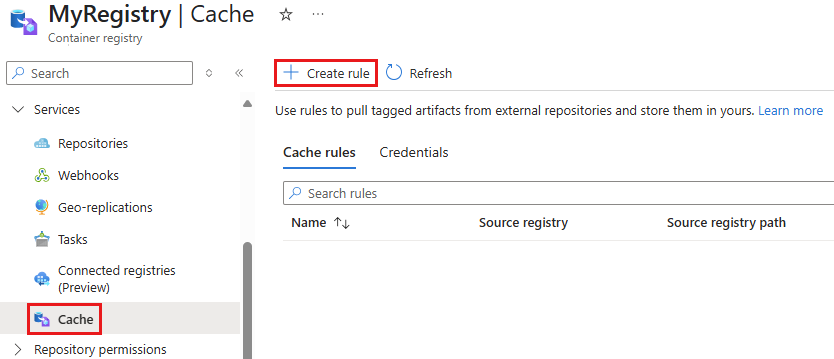 MyRegistry | Cache
Container registry
Search
Create rule
Refresh
Services
Use rules to pull tagged artifacts from external repositories and store them in yours. Learn more
Repositories
Cache rules
Credentials
Webhooks
Search rules
Geo-replications
Name
Source registry
Source registry path
Tasks
Connected registries
(Preview)
Cache
Repository permissions